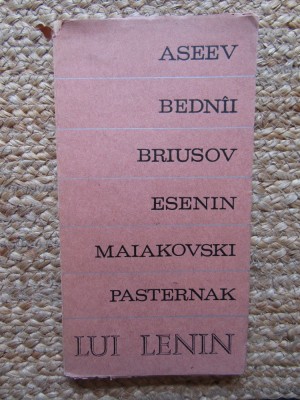 ASEEV
BEDNÎI
BRIUSOV
ESENIN
MAIAKOVSKI
PASTERNAK
LUI LENIN